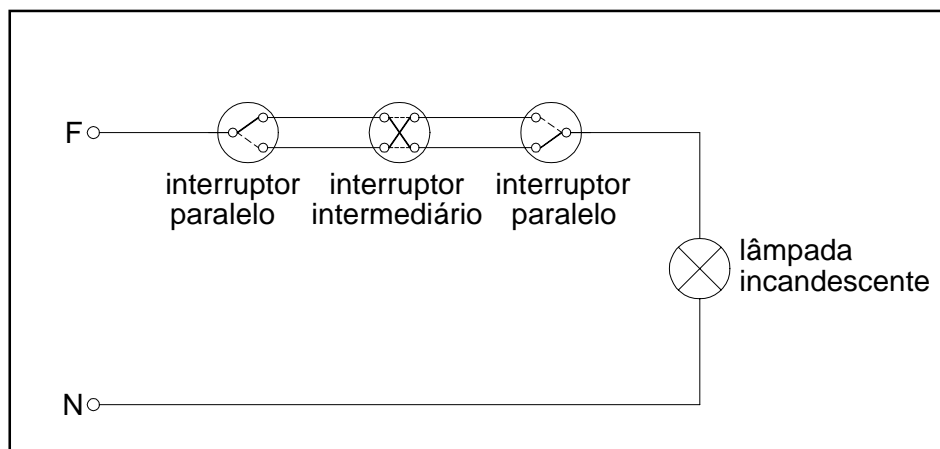 F
interruptor
paralelo
interruptor
intermediário
interruptor
paralelo
lâmpada
incandescente
N